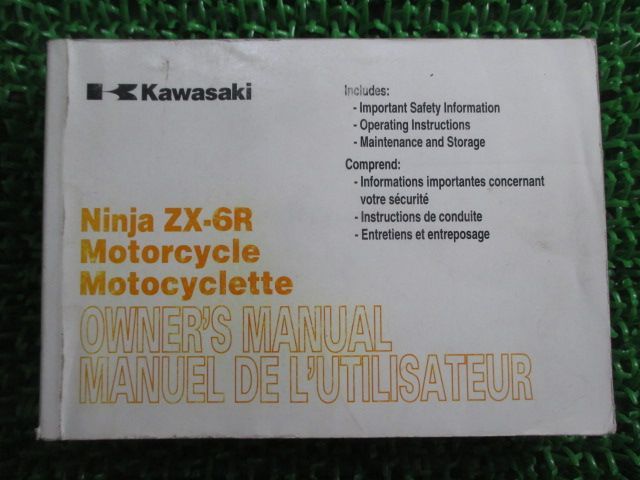 Kawasaki
Ninja ZX-6R
Motorcycle
Motocyclette
OWNER'S MANUAL
MANUEL DE L'UTILISATEUR
Includes:
- Important Safety Information
- Operating Instructions
- Maintenance and Storage
Comprend:
- Informations importantes concernant
votre sécurité
- Instructions de conduite
- Entretiens et entreposage